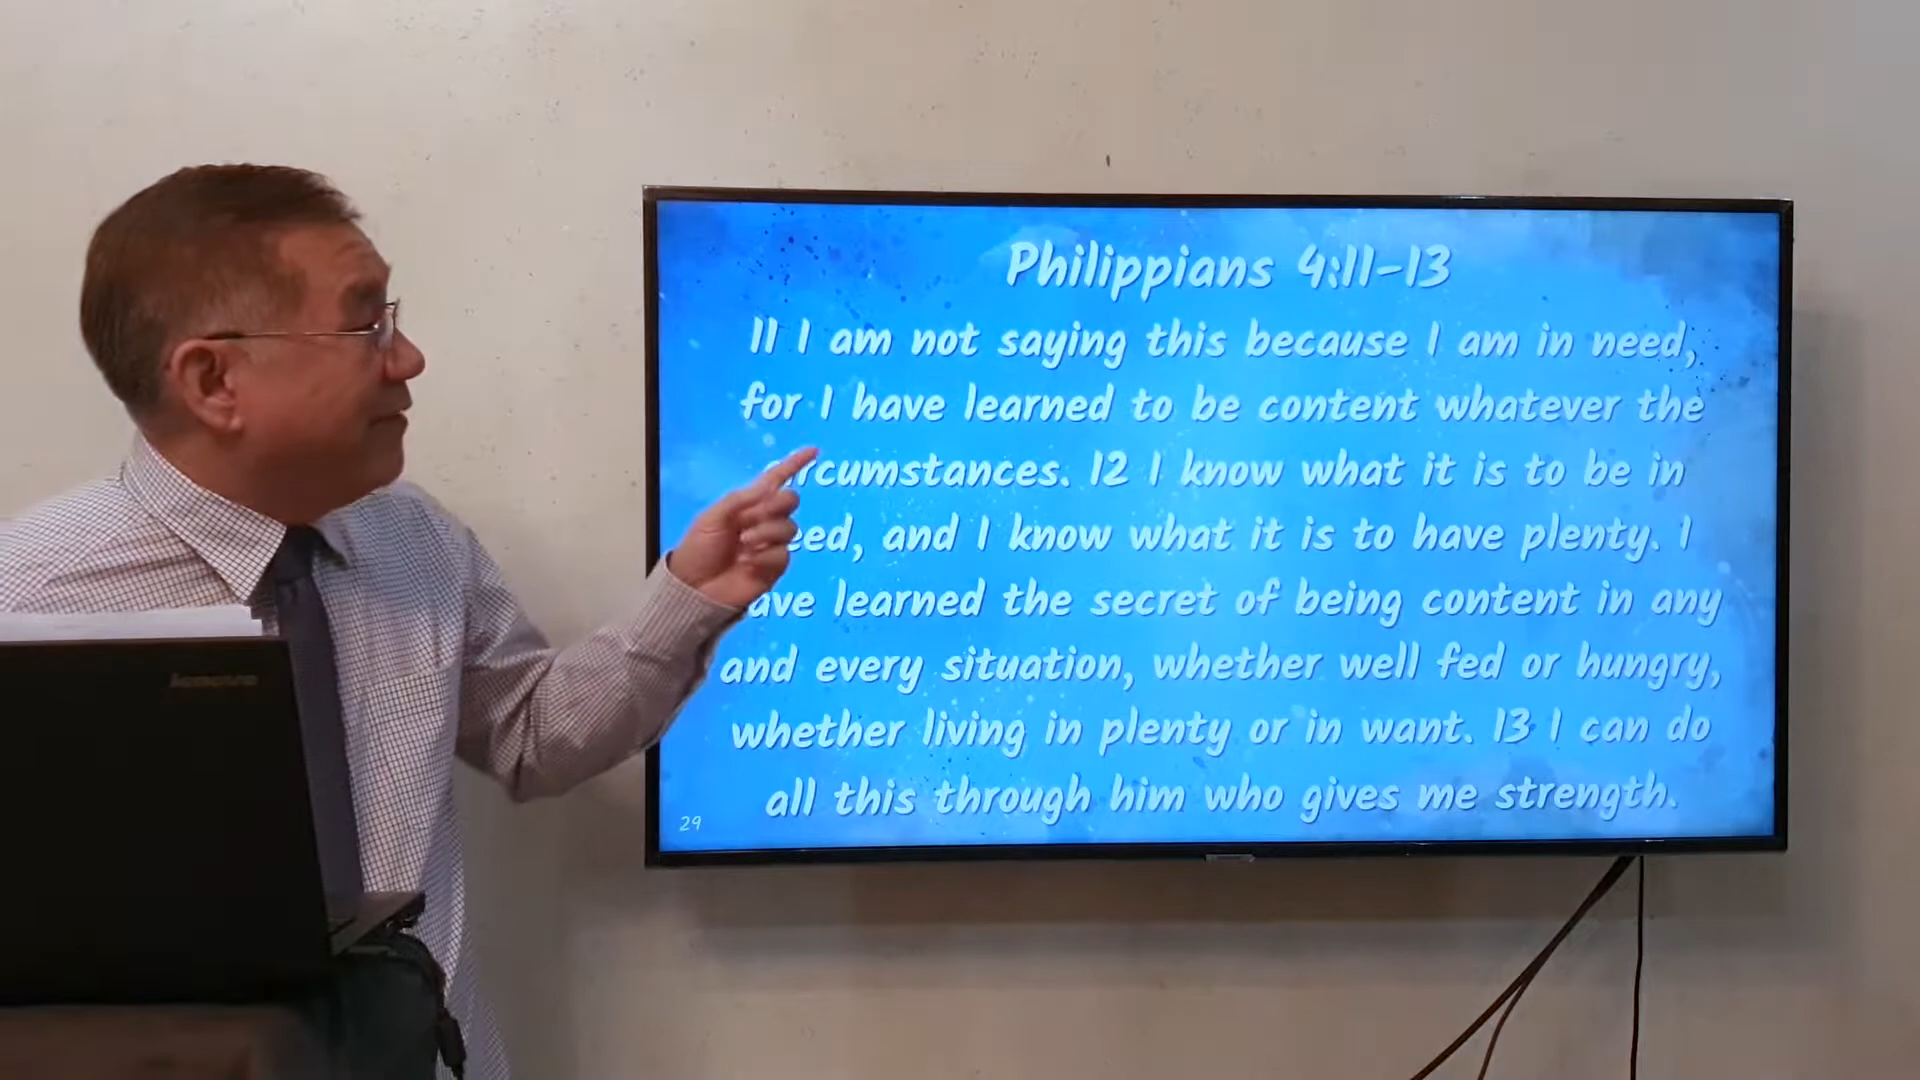 Philippians 4:11-13
11 I am not saying this because I am in need,
for I have learned to be content whatever the
circumstances. 12 I know what it is to be in
need, and I know what it is to have plenty. I
have learned the secret of being content in any
and every situation, whether well fed or hungry,
whether living in plenty or in want. 13 I can do
all this through him who gives me strength.
29
lenovo